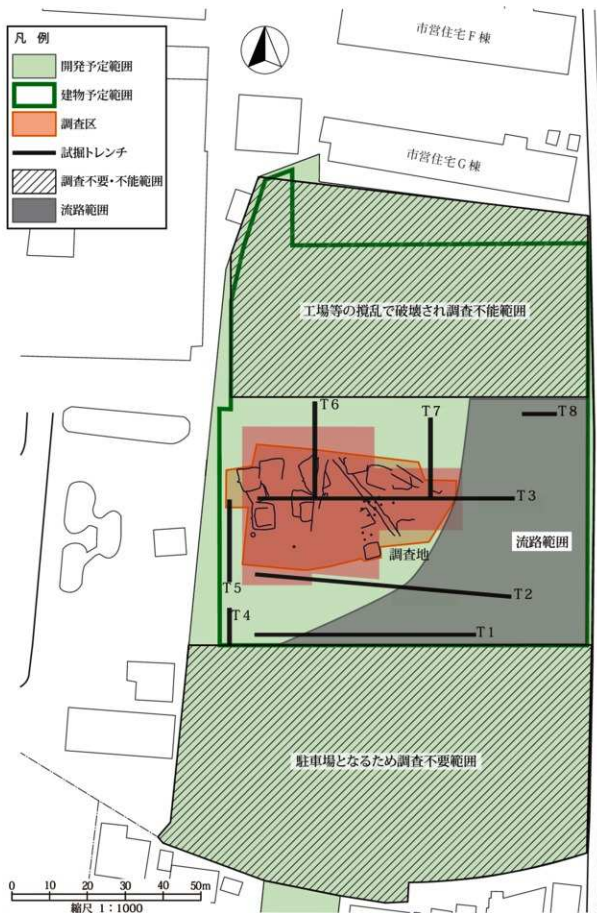 凡 例
開発予定範囲
建物予定範囲
調査区
試掘トレンチ
調査不要・不能範囲
流路範囲
市営住宅F棟
市営住宅G棟
工場等の撹乱で破壊され調査不能範囲
T6
T7
T8
T3
流路範囲
調査地
T5
T2
T4
T1
駐車場となるため調査不要範囲
0 10 20 30 40 50m
縮尺 1:1000